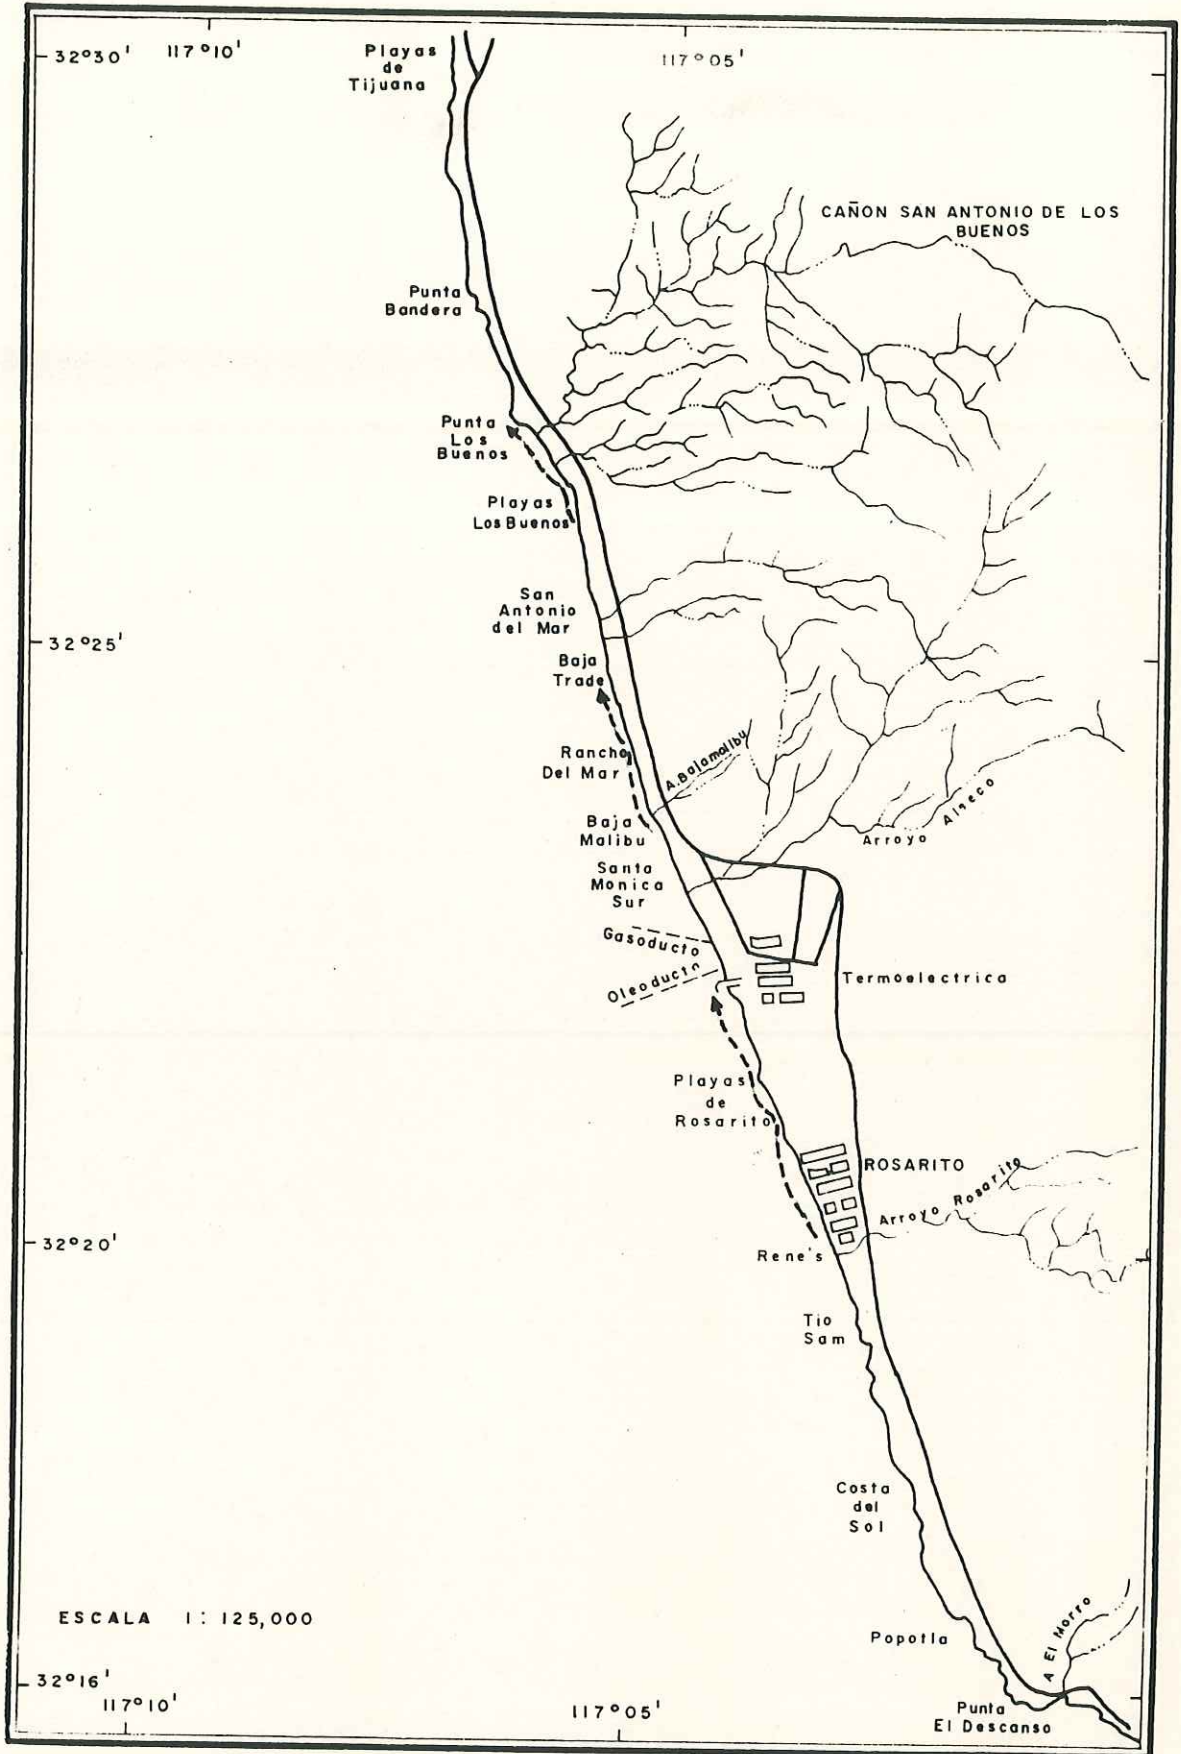 32°30'
117°10'
Playas
de
Tijuana
117°05'
CAÑON SAN ANTONIO DE LOS
BUENOS
Punta
Bandera
Punta
Los
Buenos
Playas
Los Buenos
San
Antonio
del Mar
32°25'
Baja
Trade
Rancho
Del Mar
A. Bajamalibu
Baja
Malibu
Arroyo
Santa
Monica
Sur
Gasoducto
Oleoducto
Termoelectrica
Playas
de
Rosarito
ROSARITO
Arroyo Rosarito
32°20'
Rene's
Tio
Sam
Costa
del
Sol
ESCALA 1: 125,000
Popotla
A El Morro
32°16'
117°10'
117°05'
Punta
El Descanso